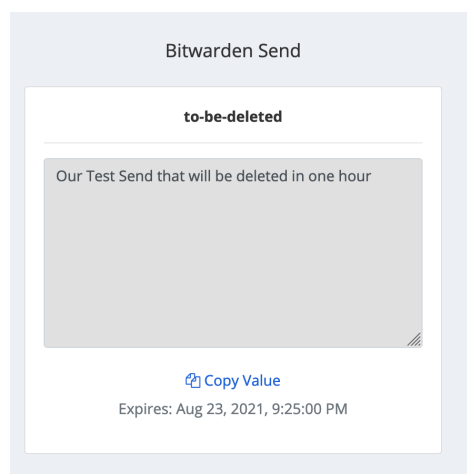 Bitwarden Send
to-be-deleted
Our Test Send that will be deleted in one hour
Copy Value
Expires: Aug 23, 2021, 9:25:00 PM